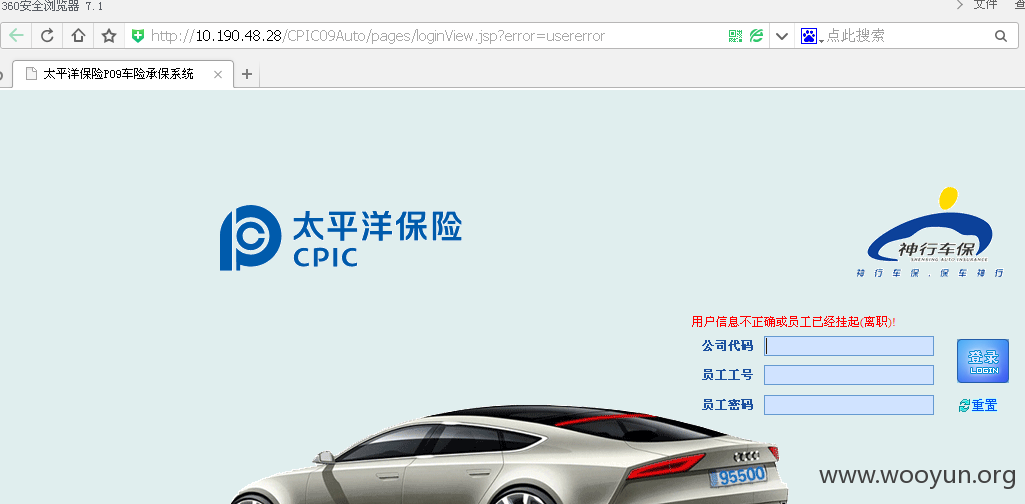 360安全浏览器 7.1
文件
查
http://10.190.48.28/CPIC09Auto/pages/loginView.jsp?error=usererror
点此搜索
太平洋保险P09车险承保系统
太平洋保险
CPIC
神行车保
SHENXING AUTO INSURANCE
神行车保.保车神行
用户信息不正确或员工已经挂起(离职)!
公司代码
员工工号
员工密码
登录
LOGIN
重置
95500
www.wooyun.org